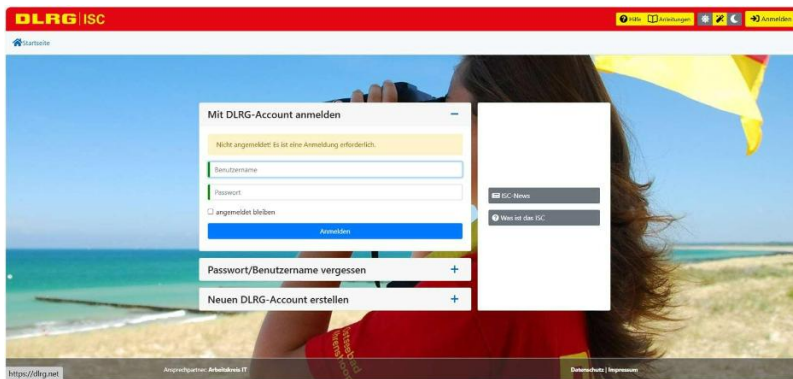 DLRG ISC
Hilfe Anleitungen Anmelden
Startseite
Mit DLRG-Account anmelden
Nicht angemeldet! Es ist eine Anmeldung erforderlich.
Benutzername
Passwort
angemeldet bleiben
Anmelden
ISC-News
Was ist das ISC
Passwort/Benutzername vergessen
Neuen DLRG-Account erstellen
Ansprechpartner: Arbeitskreis IT
Datenschutz | Impressum
https://dlrg.net